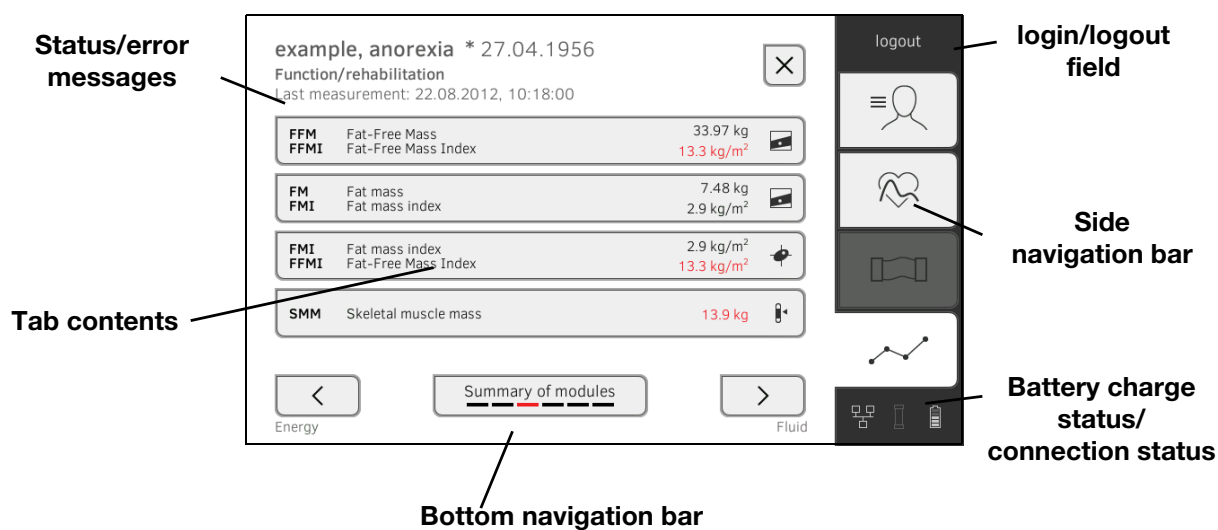 Status/error
messages
example, anorexia * 27.04.1956
Function/rehabilitation
Last measurement: 22.08.2012, 10:18:00
logout
login/logout
field
FFM Fat-Free Mass 33.97 kg
FFMI Fat-Free Mass Index 13.3 kg/m²
FM Fat mass 7.48 kg
FMI Fat mass index 2.9 kg/m²
FMI Fat mass index 2.9 kg/m²
FFMI Fat-Free Mass Index 13.3 kg/m²
SMM Skeletal muscle mass 13.9 kg
Side
navigation bar
Tab contents
Summary of modules
Energy
Fluid
Battery charge
status/
connection status
Bottom navigation bar